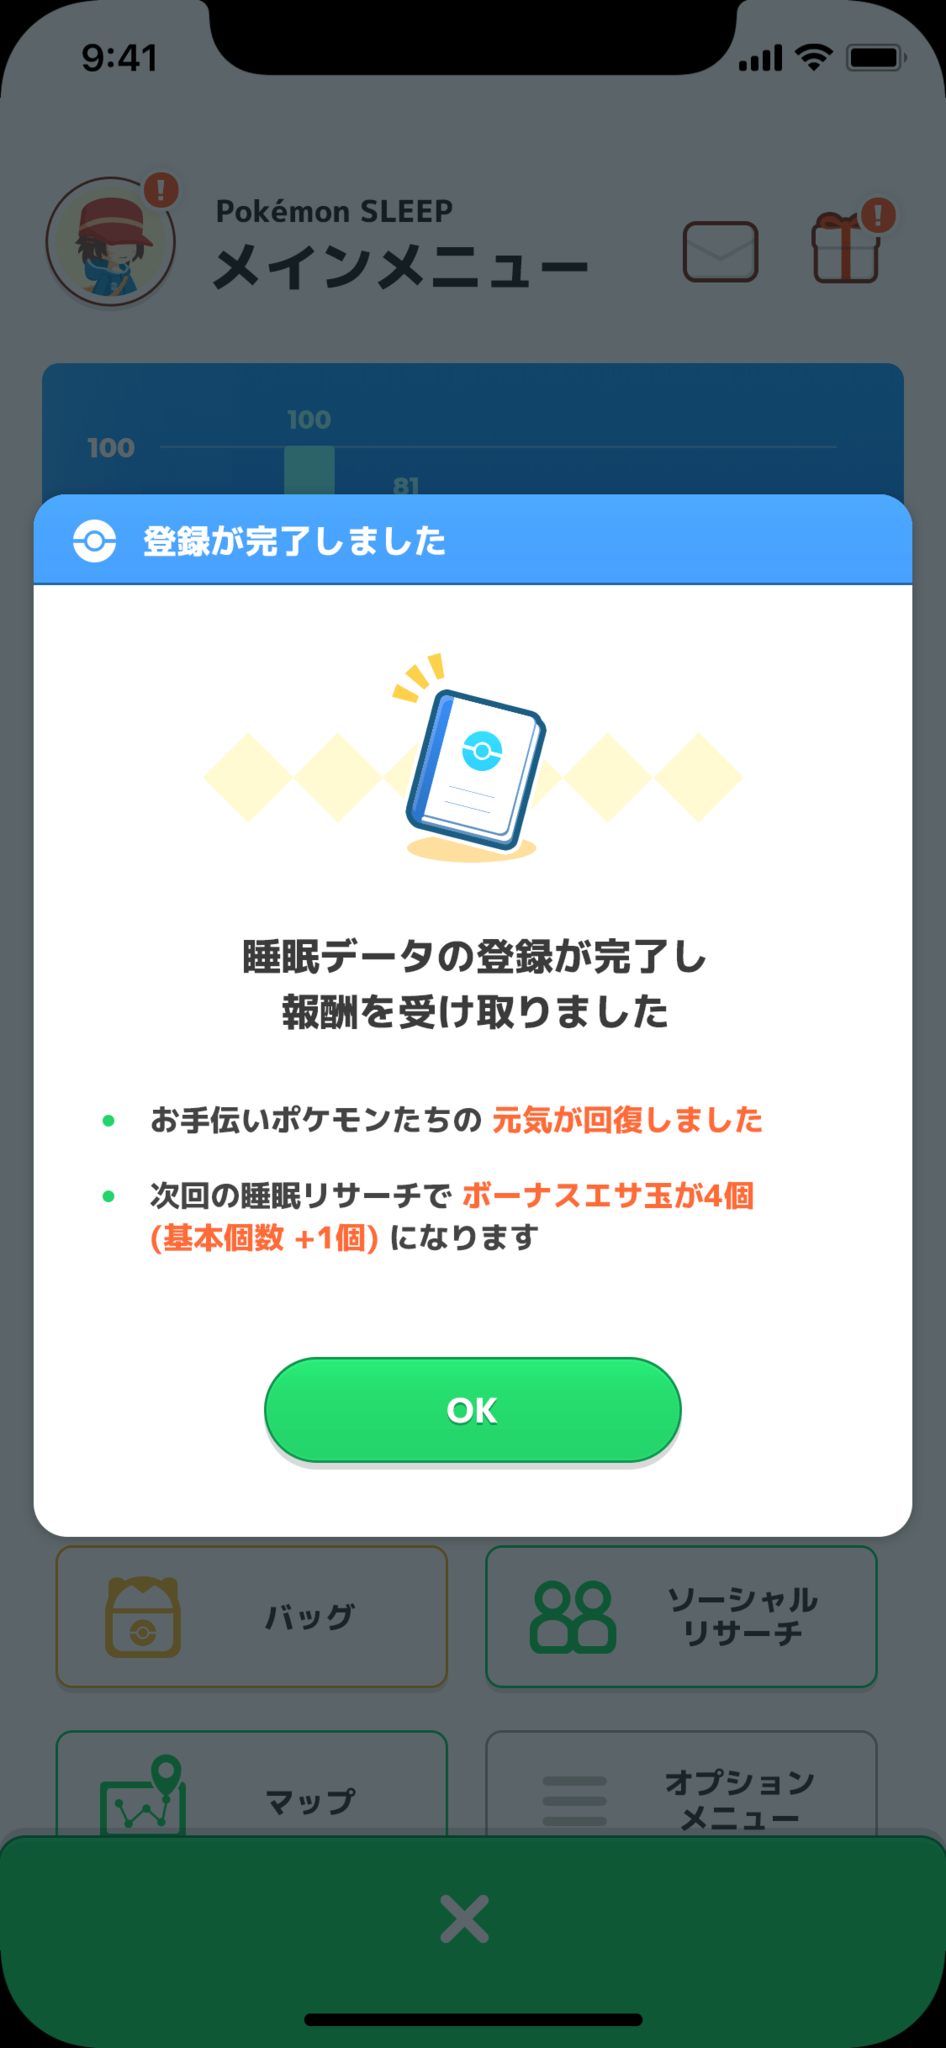 9:41
Pokémon SLEEP
メインメニュー
100
100
81
登録が完了しました
睡眠データの登録が完了し
報酬を受け取りました
お手伝いポケモンたちの 元気が回復しました
次回の睡眠リサーチで ボーナスエサ玉が4個
(基本個数 +1個) になります
OK
バッグ
ソーシャル
リサーチ
マップ
オプション
メニュー